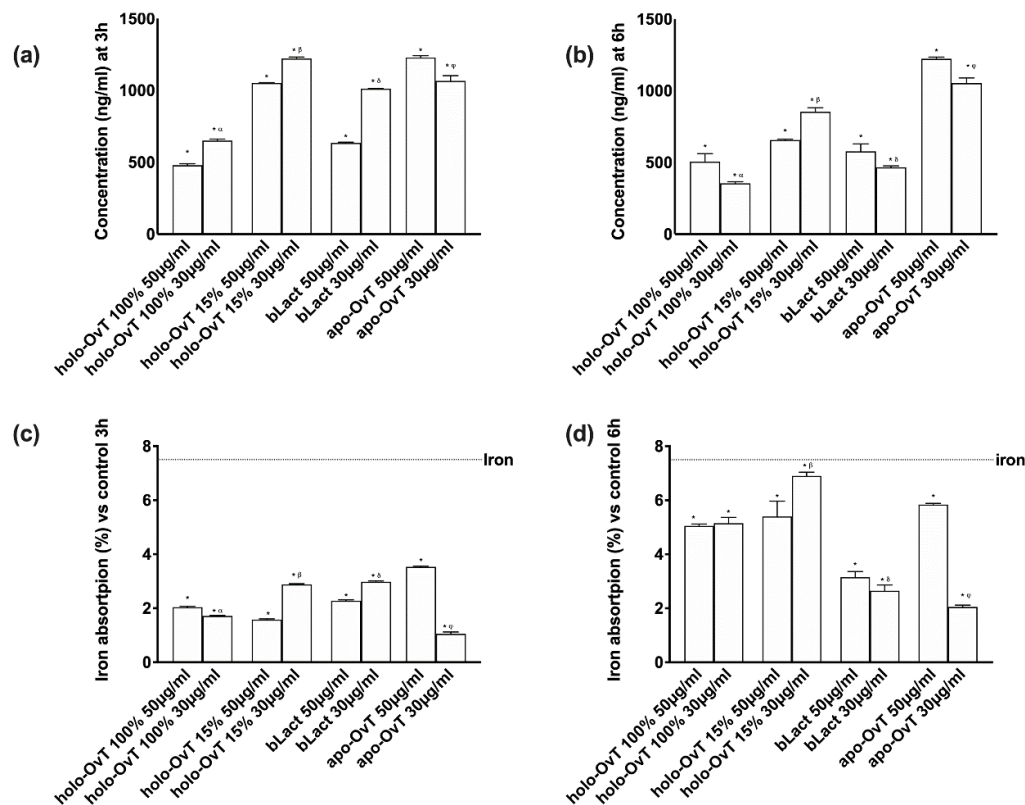 (a)
Concentration (ng/ml) at 3h
1500
1000
500
0
*
* α
*
* β
*
* δ
*
* φ
holo-OvT 100% 50µg/ml
holo-OvT 100% 30µg/ml
holo-OvT 15% 50µg/ml
holo-OvT 15% 30µg/ml
bLact 50µg/ml
bLact 30µg/ml
apo-OvT 50µg/ml
apo-OvT 30µg/ml
(b)
Concentration (ng/ml) at 6h
1500
1000
500
0
*
* α
*
* β
*
* δ
*
* φ
holo-OvT 100% 50µg/ml
holo-OvT 100% 30µg/ml
holo-OvT 15% 50µg/ml
holo-OvT 15% 30µg/ml
bLact 50µg/ml
bLact 30µg/ml
apo-OvT 50µg/ml
apo-OvT 30µg/ml
(c)
Iron absortpion (%) vs control 3h
8
6
4
2
0
Iron
*
* α
*
* β
*
* δ
*
* φ
holo-OvT 100% 50µg/ml
holo-OvT 100% 30µg/ml
holo-OvT 15% 50µg/ml
holo-OvT 15% 30µg/ml
bLact 50µg/ml
bLact 30µg/ml
apo-OvT 50µg/ml
apo-OvT 30µg/ml
(d)
Iron absortpion (%) vs control 6h
8
6
4
2
0
iron
*
*
*
* β
*
* δ
*
* φ
holo-OvT 100% 50µg/ml
holo-OvT 100% 30µg/ml
holo-OvT 15% 50µg/ml
holo-OvT 15% 30µg/ml
bLact 50µg/ml
bLact 30µg/ml
apo-OvT 50µg/ml
apo-OvT 30µg/ml